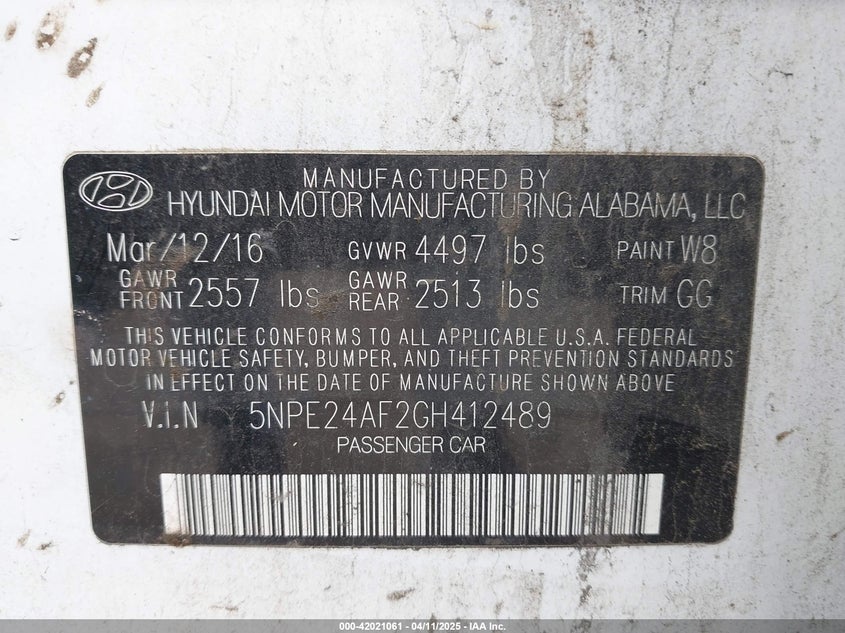 MANUFACTURED BY
HYUNDAI MOTOR MANUFACTURING ALABAMA, LLC
Mar/12/16 GVWR 4497 lbs PAINT W8
GAWR FRONT 2557 lbs GAWR REAR 2513 lbs TRIM GG
THIS VEHICLE CONFORMS TO ALL APPLICABLE U.S.A. FEDERAL
MOTOR VEHICLE SAFETY, BUMPER, AND THEFT PREVENTION STANDARDS
IN EFFECT ON THE DATE OF MANUFACTURE SHOWN ABOVE.
V.I.N 5NPE24AF2GH412489
PASSENGER CAR
000-42021061 - 04/11/2025 - IAA Inc.